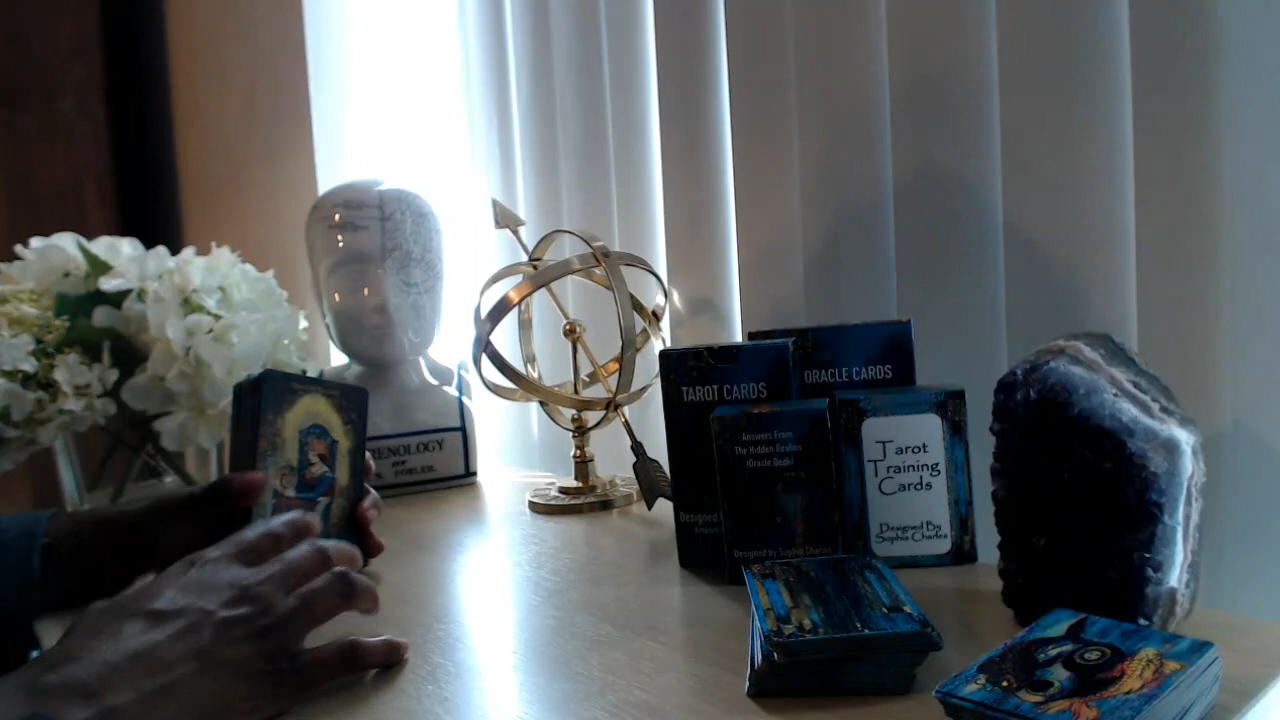 TAROT CARDS
ORACLE CARDS
Answers From
The Hidden Realms
(Oracle Deck)
Designed by Sophia Charles
Designed
Tarot
Training
Cards
Designed By
Sophia Charles
FOWLER